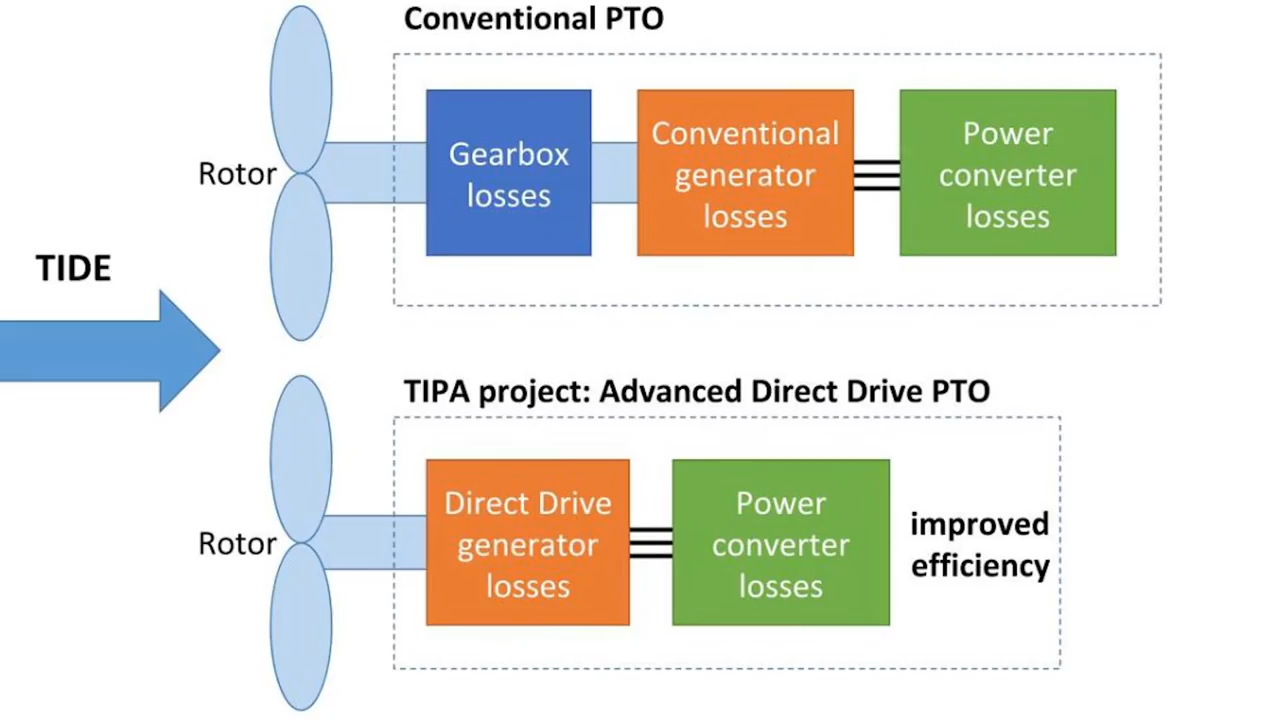 Conventional PTO
Rotor
Gearbox
losses
Conventional
generator
losses
Power
converter
losses
TIDE
TIPA project: Advanced Direct Drive PTO
Rotor
Direct Drive
generator
losses
Power
converter
losses
improved
efficiency